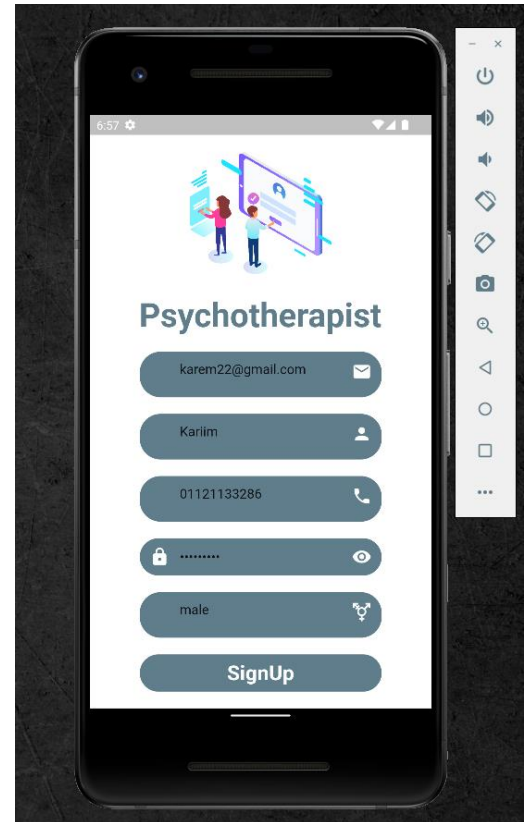 6:57
Psychotherapist
karem22@gmail.com
Kariim
01121133286
•••••••••
male
SignUp